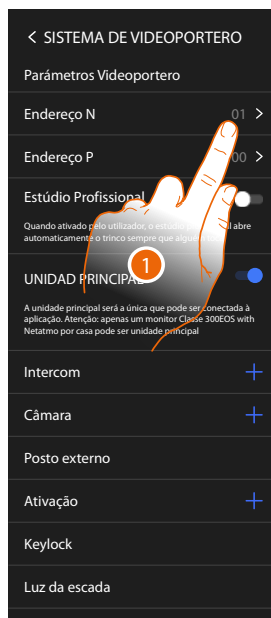 < SISTEMA DE VIDEOPORTERO
Parámetros Videoportero
Endereço N 01 >
Endereço P 00 >
Estúdio Profissional
Quando ativado pelo utilizador, o estúdio abre
automaticamente o trinco sempre que alguém
UNIDAD PRINCIPAL
1
A unidade principal será a única que pode ser conectada à
aplicação. Atenção: apenas um monitor Classe 300EOS with
Netatmo por casa pode ser unidade principal
Intercom +
Câmara +
Posto externo
Ativação +
Keylock
Luz da escada